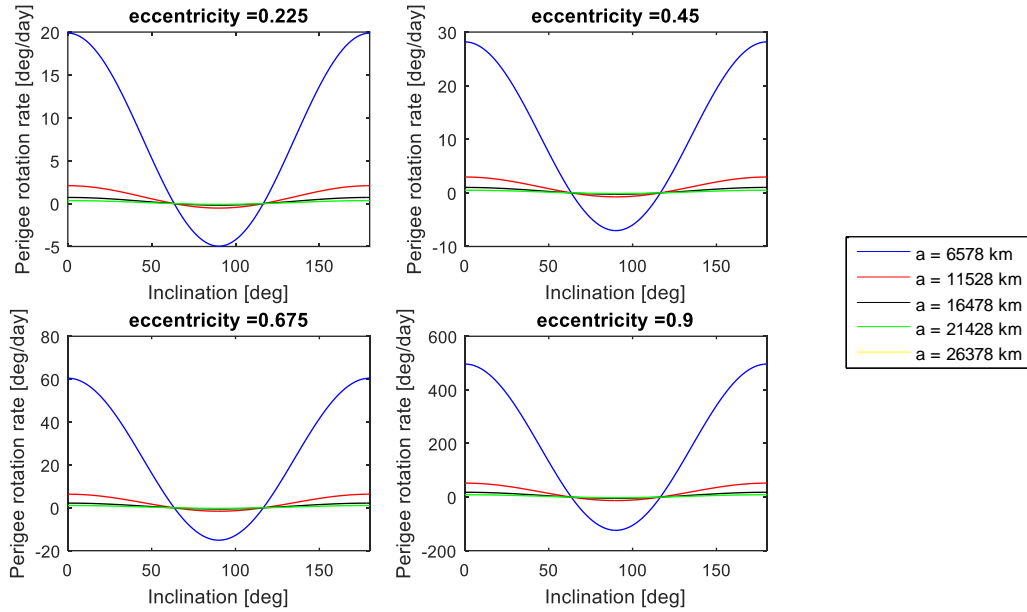 eccentricity =0.225
20
15
10
5
0
-5
0 50 100 150
Perigee rotation rate [deg/day]
Inclination [deg]
eccentricity =0.45
30
20
10
0
-10
0 50 100 150
Perigee rotation rate [deg/day]
Inclination [deg]
eccentricity =0.675
80
60
40
20
0
-20
0 50 100 150
Perigee rotation rate [deg/day]
Inclination [deg]
eccentricity =0.9
600
400
200
0
-200
0 50 100 150
Perigee rotation rate [deg/day]
Inclination [deg]
a = 6578 km
a = 11528 km
a = 16478 km
a = 21428 km
a = 26378 km